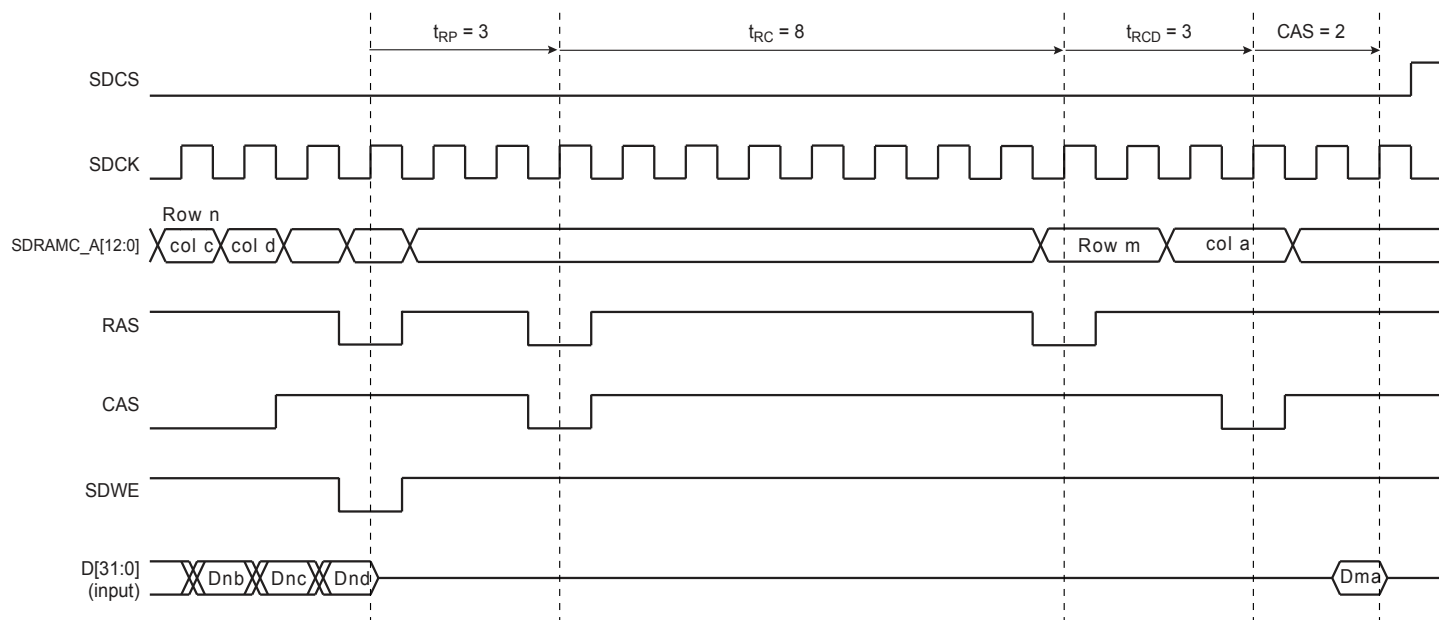 tRP = 3
tRC = 8
tRCD = 3
CAS = 2
SDCS
SDCK
Row n
SDRAMC_A[12:0]
col c
col d
Row m
col a
RAS
CAS
SDWE
D[31:0]
(input)
Dnb
Dnc
Dnd
Dma